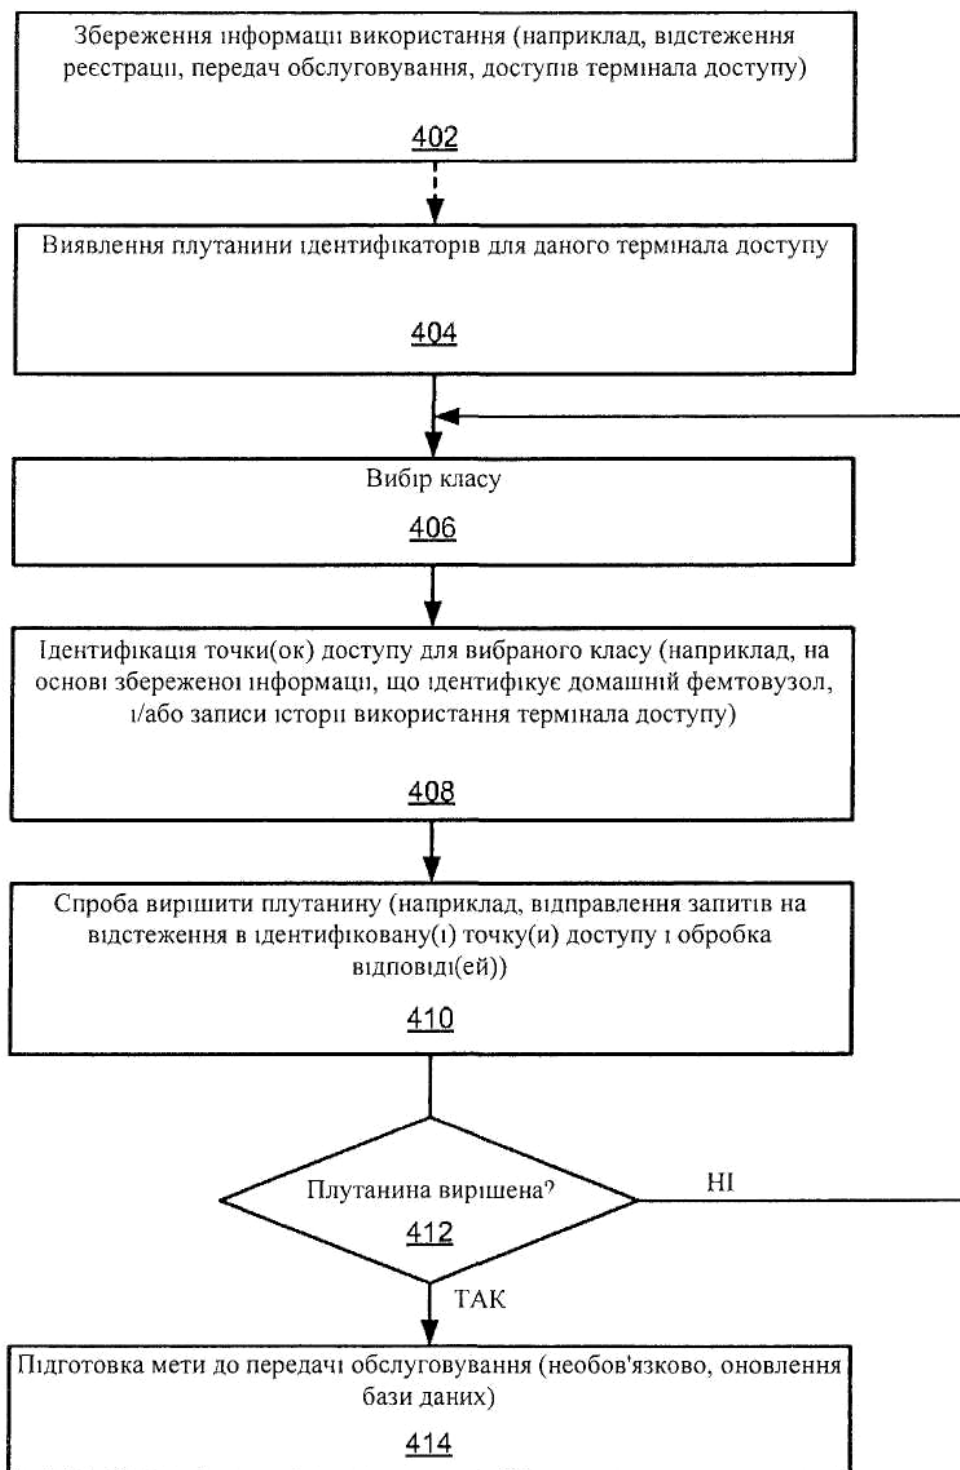 Збереження інформації використання (наприклад, відстеження
реєстрації, передач обслуговування, доступів термінала доступу)
402
Виявлення плутанини ідентифікаторів для даного термінала доступу
404
Вибір класу
406
Ідентифікація точки(ок) доступу для вибраного класу (наприклад, на
основі збереженої інформації, що ідентифікує домашній фемтовузол,
і/або записи історії використання термінала доступу)
408
Спроба вирішити плутанину (наприклад, відправлення запитів на
відстеження в ідентифіковану(і) точку(и) доступу і обробка
відповіді(ей))
410
Плутанина вирішена?
НІ
412
ТАК
Підготовка мети до передачі обслуговування (необов'язково, оновлення
бази даних)
414